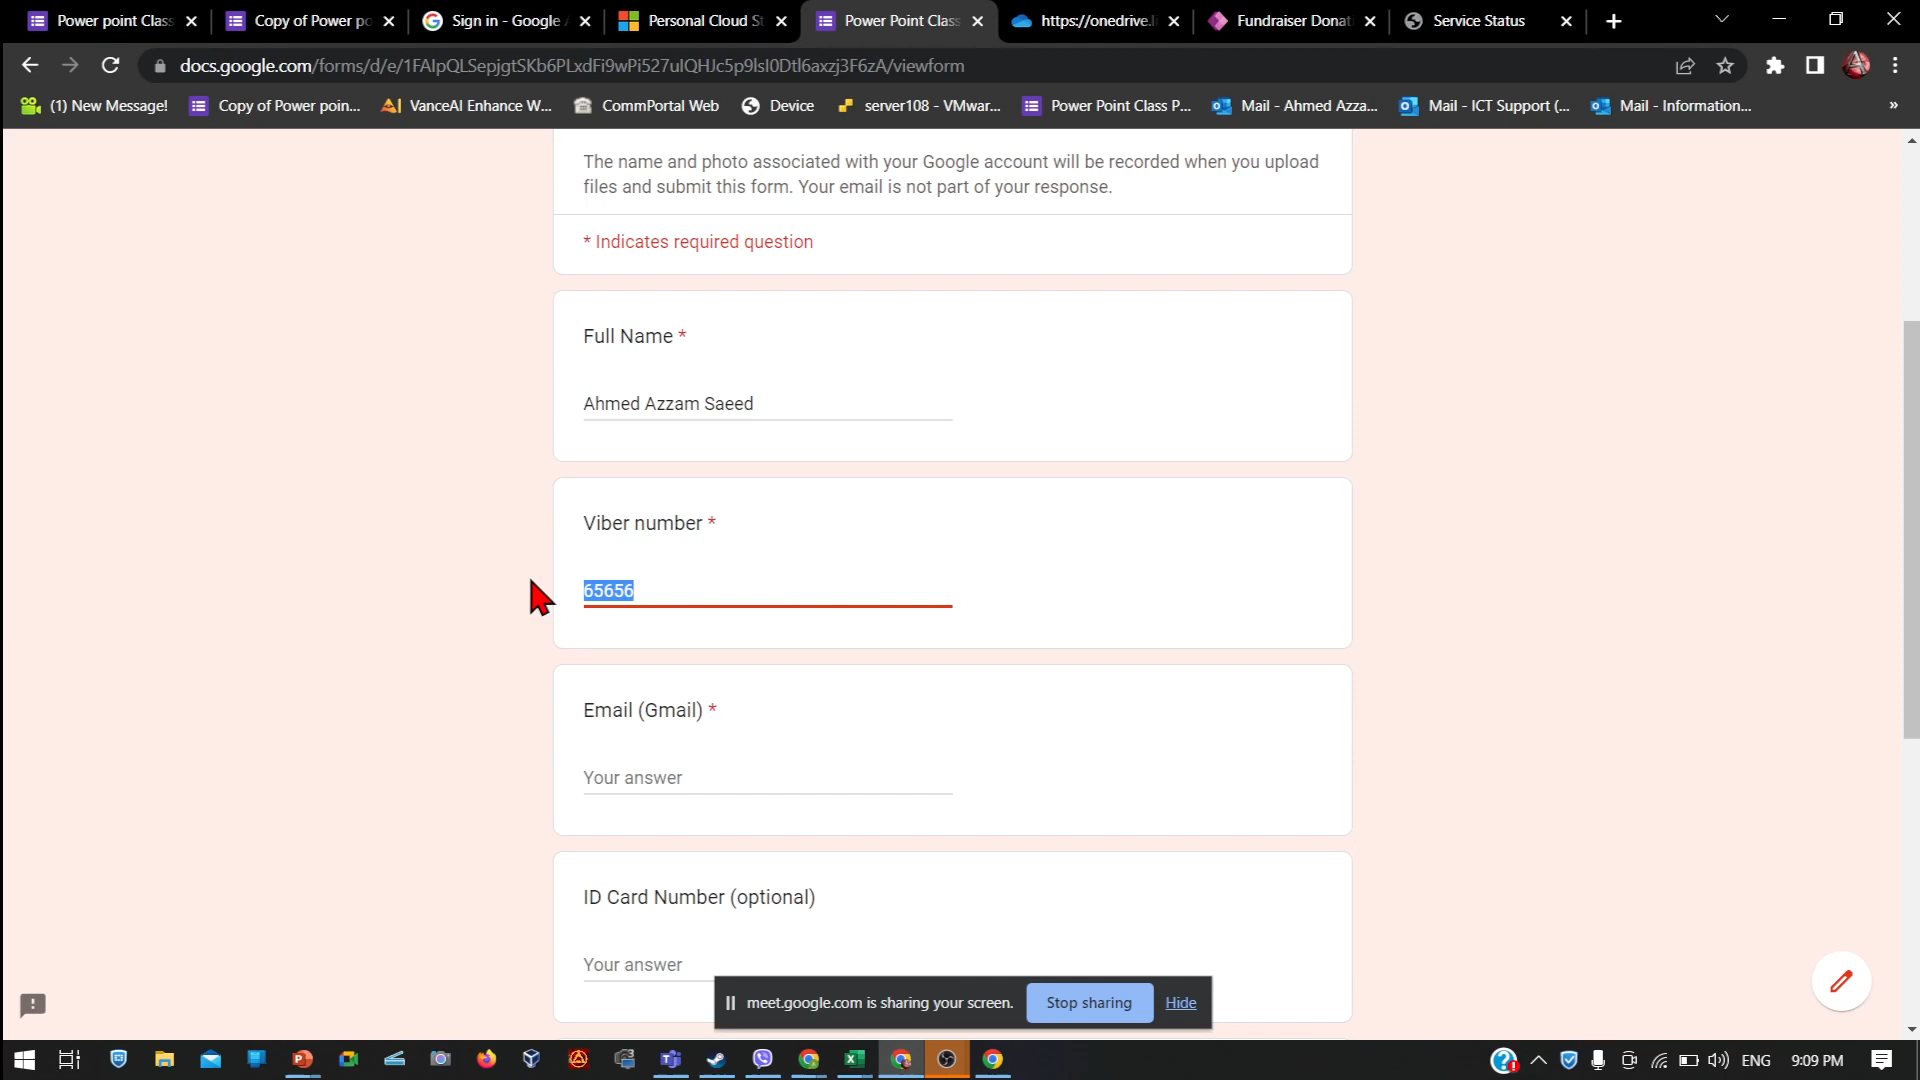 Power point Class
Copy of Power po
Sign in - Google
Personal Cloud St
Power Point Class
https://onedrive.li
Fundraiser Donat
Service Status
docs.google.com/forms/d/e/1FAIpQLSepjgtSKb6PLxdFi9wPi527uIQHJc5p9lsI0Dtl6axzj3F6zA/viewform
(1) New Message!
Copy of Power poin...
VanceAI Enhance W...
CommPortal Web
Device
server108 - VMwar...
Power Point Class P...
Mail - Ahmed Azza...
Mail - ICT Support (...
Mail - Information...
»
The name and photo associated with your Google account will be recorded when you upload
files and submit this form. Your email is not part of your response.
* Indicates required question
Full Name *
Ahmed Azzam Saeed
Viber number *
65656
Email (Gmail) *
Your answer
ID Card Number (optional)
Your answer
meet.google.com is sharing your screen.
Stop sharing
Hide
ENG
9:09 PM